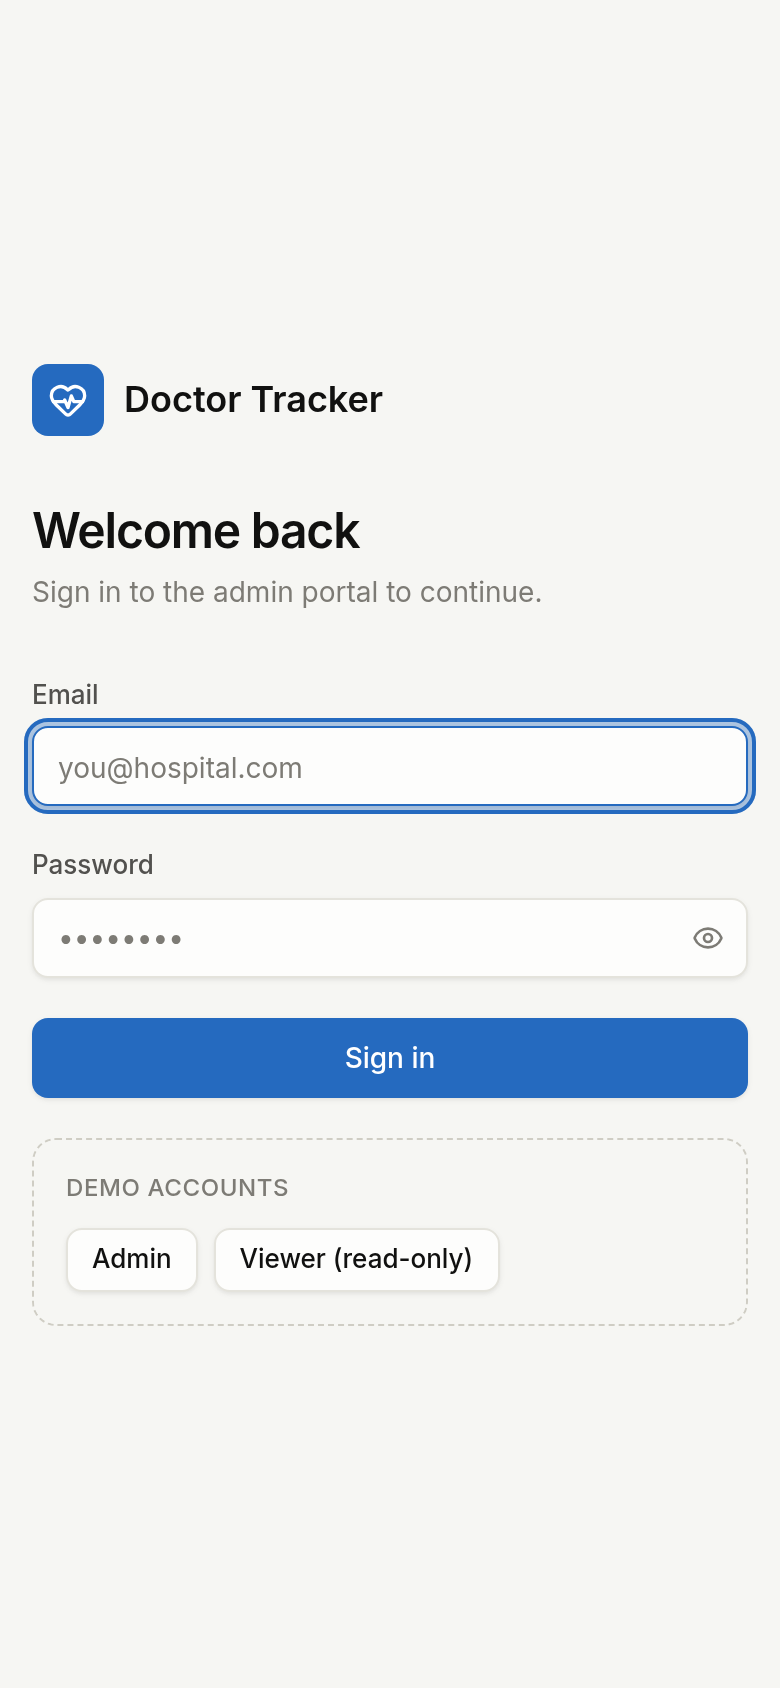 Doctor Tracker
Welcome back
Sign in to the admin portal to continue.
Email
you@hospital.com
Password
••••••••
Sign in
DEMO ACCOUNTS
Admin
Viewer (read-only)